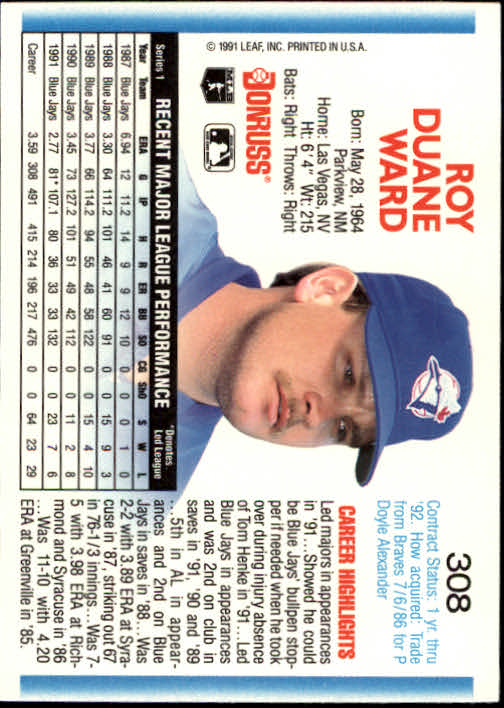 308
ROY
DUANE
WARD
Contract Status: 1 yr. thru
'92. How acquired: Trade
from Braves 7/6/86 for P
Doyle Alexander
Born: May 28, 1964
Parkview, NM
Home: Las Vegas, NV
Ht: 6' 4" Wt: 215
Bats: Right Throws: Right
DONRUSS
MLBPA
© 1991 LEAF, INC. PRINTED IN U.S.A.
CAREER HIGHLIGHTS
Led majors in appearances
in '91...Showed he could
be Blue Jays' bullpen stop-
per if needed when he took
over during injury absence
of Tom Henke in '91...Led
Blue Jays in appearances
and was 2nd on club in
saves in '91, '90 and '89
...5th in AL in appear-
ances and 2nd on Blue
Jays in saves in '88...Was
2-2 with 3.89 ERA at Syra-
cuse in '87, striking out 67
in 76-1/3 innings...Was 7-
5 with 3.98 ERA at Rich-
mond and Syracuse in '86
...Was 11-10 with 4.20
ERA at Greenville in '85.
Series 1 RECENT MAJOR LEAGUE PERFORMANCE *Denotes
Led League
Year Team ERA G IP H R ER BB SO CG ShO S W L
1987 Blue Jays 6.94 12 11.2 14 9 9 12 10 0 0 0 1 0
1988 Blue Jays 3.30 64 111.2 101 46 41 60 91 0 0 15 9 3
1989 Blue Jays 3.77 66 114.2 94 55 48 58 122 0 0 15 4 10
1990 Blue Jays 3.45 73 127.2 101 51 49 42 112 0 0 11 2 8
1991 Blue Jays 2.77 81 107.1 80 36 33 33 132 0 0 23 7 6
Career 3.59 308 491 415 214 196 217 476 0 0 64 23 29